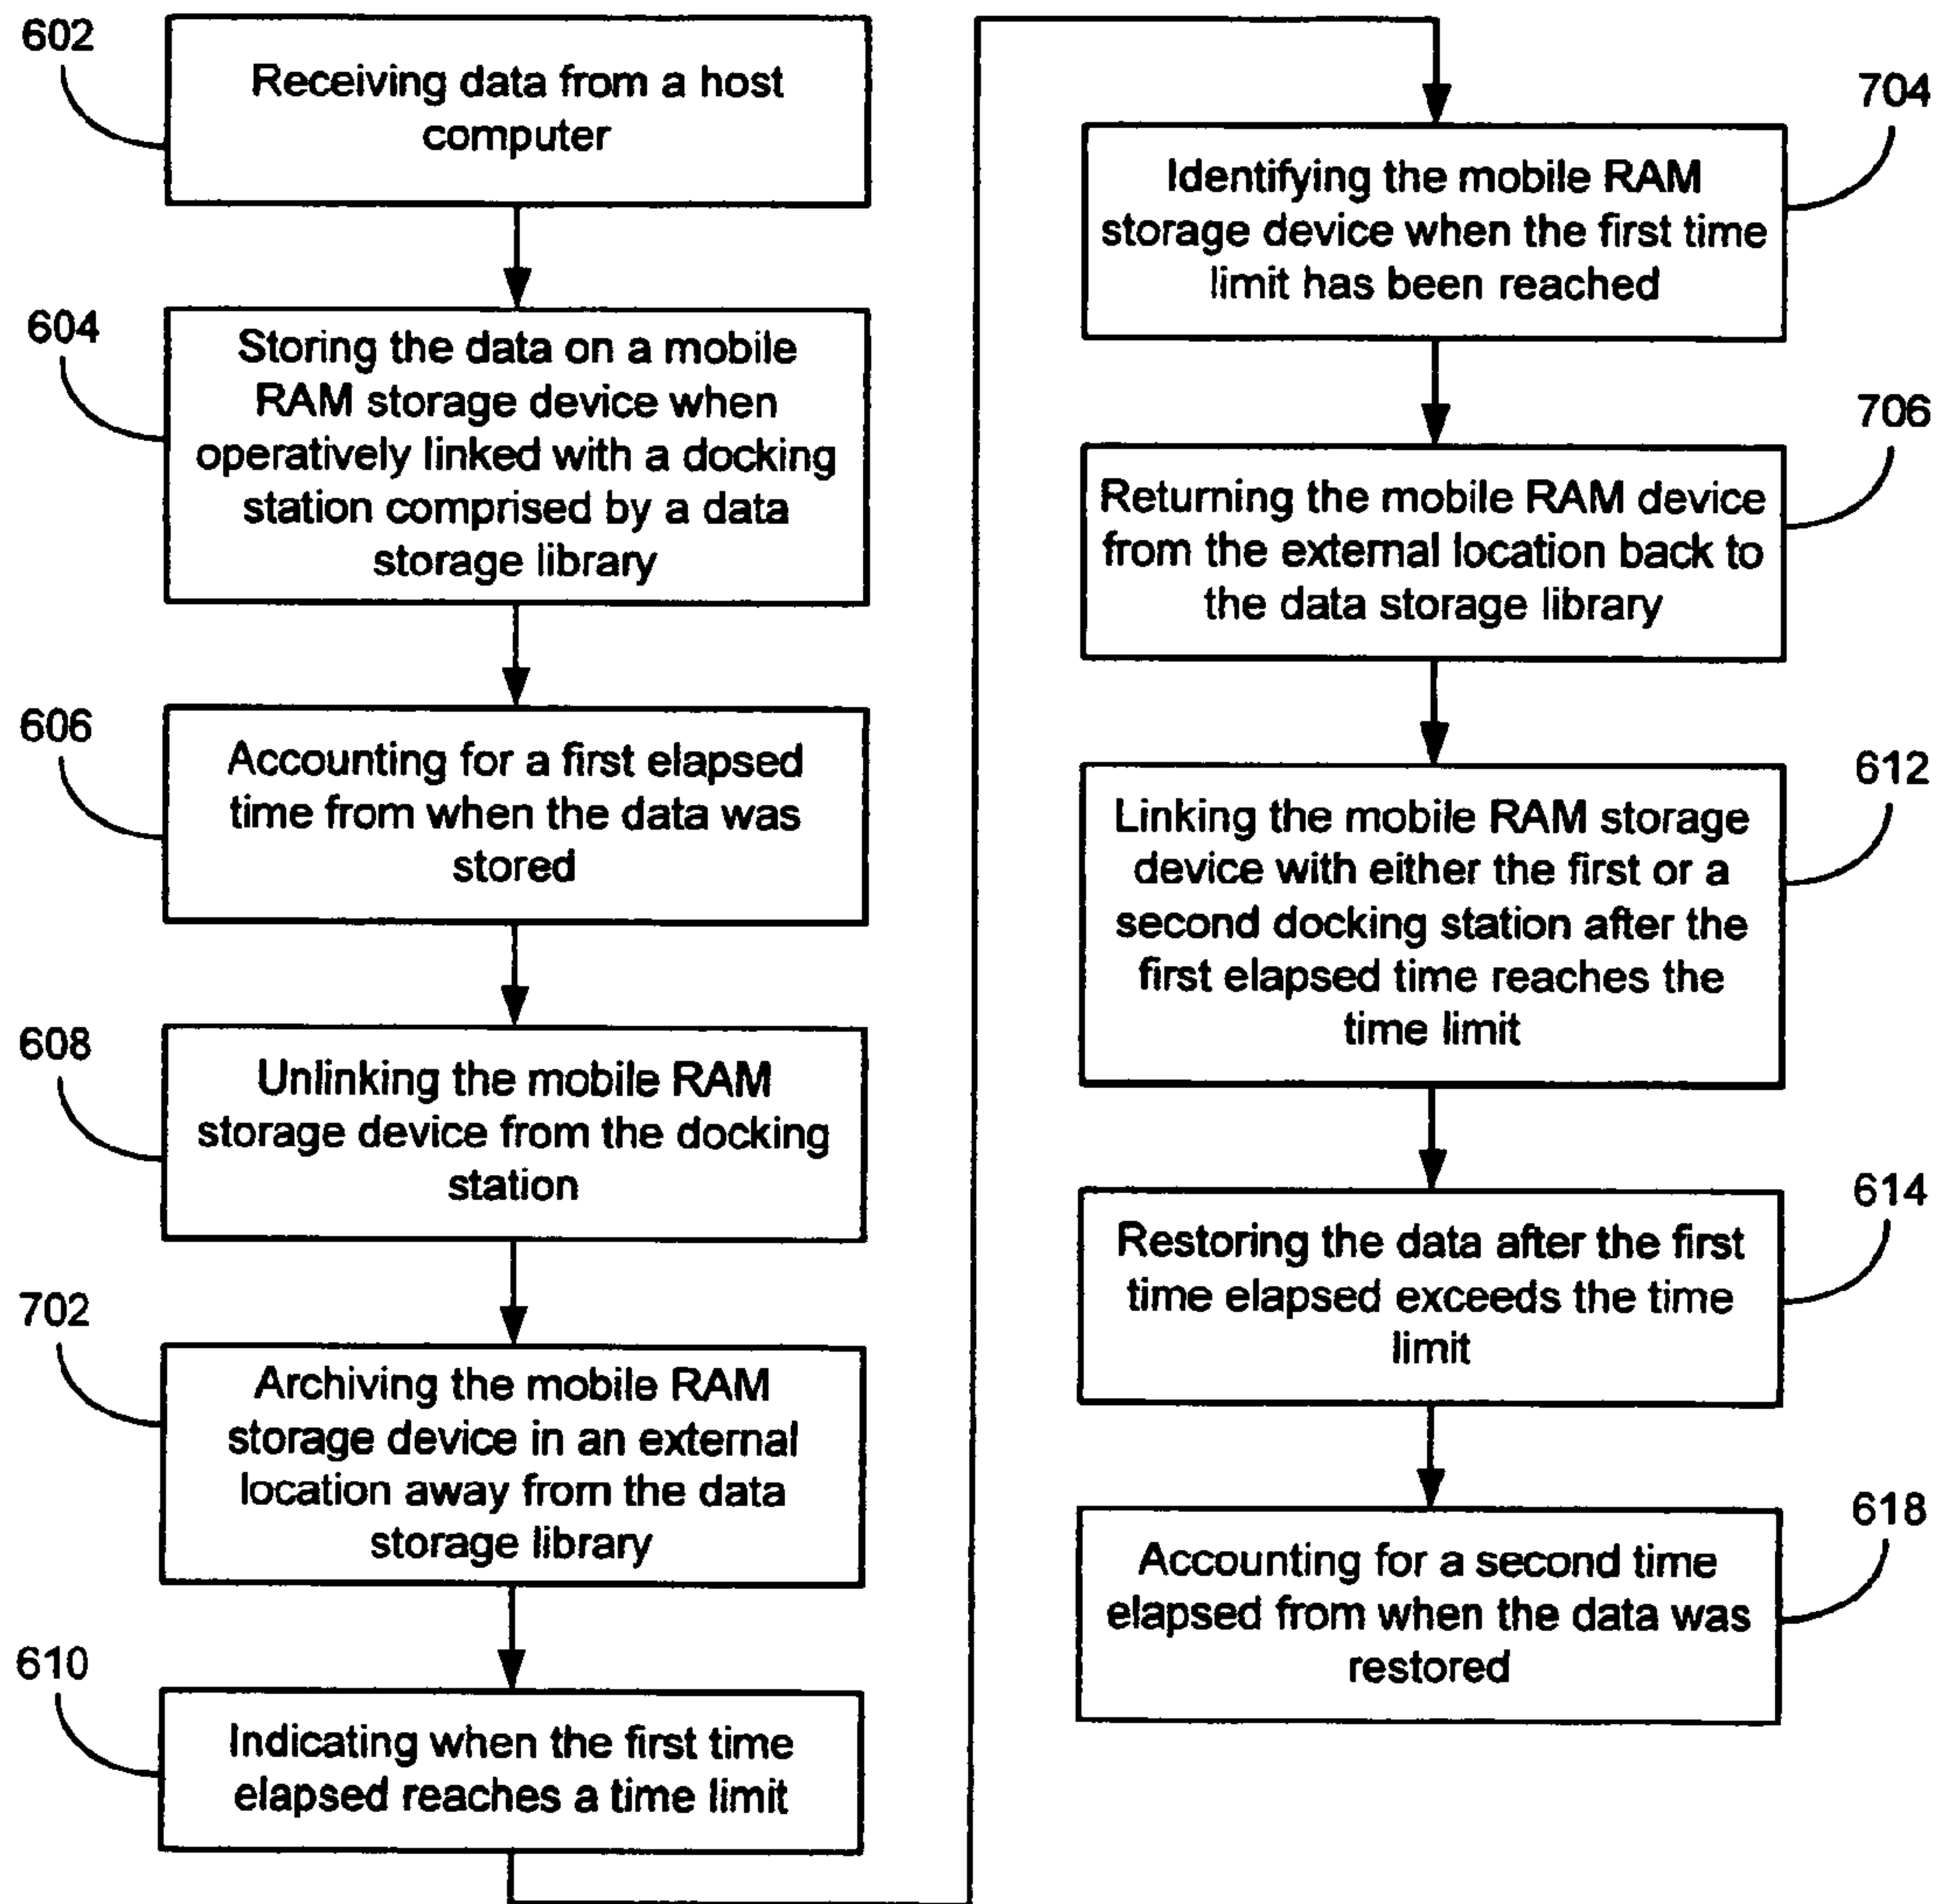 602
Receiving data from a host
computer
604
Storing the data on a mobile
RAM storage device when
operatively linked with a docking
station comprised by a data
storage library
606
Accounting for a first elapsed
time from when the data was
stored
608
Unlinking the mobile RAM
storage device from the docking
station
702
Archiving the mobile RAM
storage device in an external
location away from the data
storage library
610
Indicating when the first time
elapsed reaches a time limit
704
Identifying the mobile RAM
storage device when the first time
limit has been reached
706
Returning the mobile RAM device
from the external location back to
the data storage library
612
Linking the mobile RAM storage
device with either the first or a
second docking station after the
first elapsed time reaches the
time limit
614
Restoring the data after the first
time elapsed exceeds the time
limit
618
Accounting for a second time
elapsed from when the data was
restored